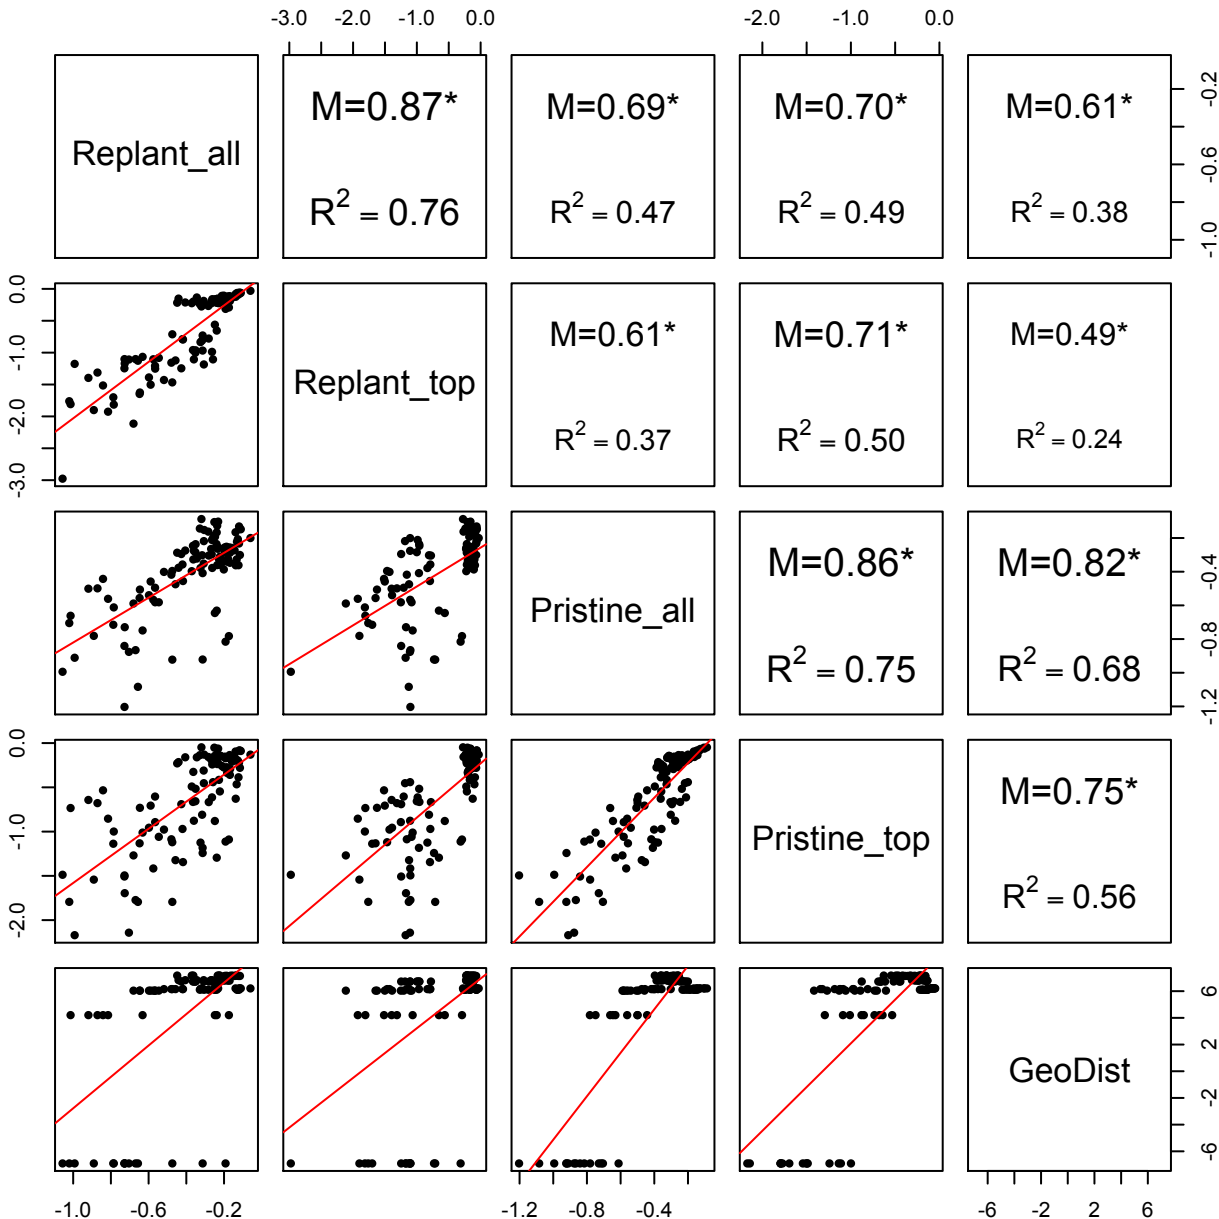 -3.0 -2.0 -1.0 0.0 -2.0 -1.0 0.0
Replant_all
M=0.87*
R² = 0.76
M=0.69*
R² = 0.47
M=0.70*
R² = 0.49
M=0.61*
R² = 0.38
-0.2
-0.6
-1.0
0.0
-1.0
-2.0
-3.0
Replant_top
M=0.61*
R² = 0.37
M=0.71*
R² = 0.50
M=0.49*
R² = 0.24
Pristine_all
M=0.86*
R² = 0.75
M=0.82*
R² = 0.68
-0.4
-0.8
-1.2
0.0
-1.0
-2.0
Pristine_top
M=0.75*
R² = 0.56
GeoDist
6
2
-2
-6
-1.0 -0.6 -0.2 -1.2 -0.8 -0.4 -6 -2 2 6